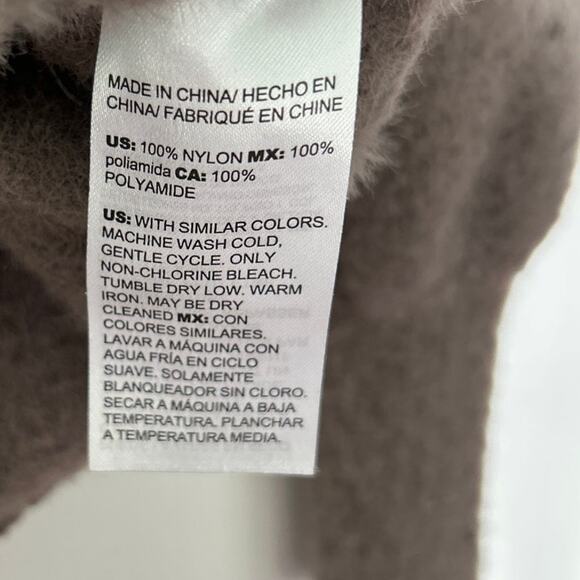 MADE IN CHINA/ HECHO EN
CHINA/ FABRIQUÉ EN CHINE
US: 100% NYLON MX: 100%
poliamida CA: 100%
POLYAMIDE
US: WITH SIMILAR COLORS.
MACHINE WASH COLD,
GENTLE CYCLE. ONLY
NON-CHLORINE BLEACH.
TUMBLE DRY LOW. WARM
IRON. MAY BE DRY
CLEANED MX: CON
COLORES SIMILARES.
LAVAR A MÁQUINA CON
AGUA FRÍA EN CICLO
SUAVE. SOLAMENTE
BLANQUEADOR SIN CLORO.
SECAR A MÁQUINA A BAJA
TEMPERATURA. PLANCHAR
A TEMPERATURA MEDIA.